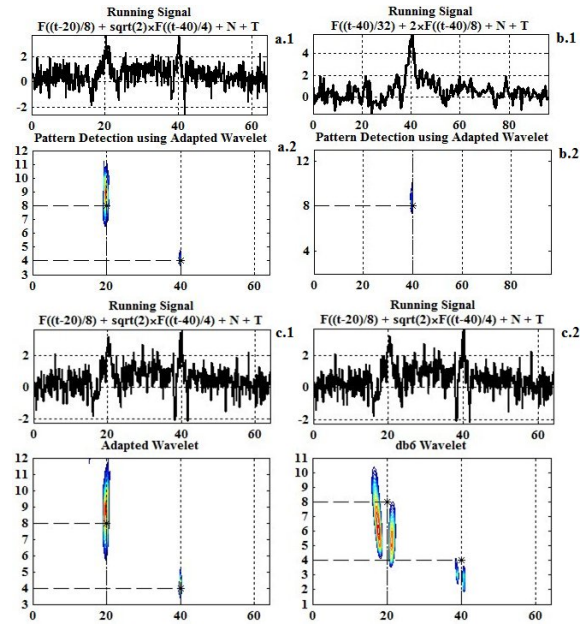 Running Signal
F((t-20)/8) + sqrt(2)×F((t-40)/4) + N + T
a.1
2
0
-2
0 20 40 60
Running Signal
F((t-40)/32) + 2×F(t-40)/8) + N + T
b.1
4
2
0
0 20 40 60 80
Pattern Detection using Adapted Wavelet
a.2
12
11
10
9
8
7
6
5
4
3
0 20 40 60
Pattern Detection using Adapted Wavelet
b.2
12
8
4
0 20 40 60 80
Running Signal
F((t-20)/8) + sqrt(2)×F((t-40)/4) + N + T
c.1
2
0
-2
0 20 40 60
Running Signal
F((t-20)/8) + sqrt(2)×F((t-40)/4) + N + T
c.2
2
0
-2
0 20 40 60
Adapted Wavelet
12
11
10
9
8
7
6
5
4
3
0 20 40 60
db6 Wavelet
11
10
9
8
7
6
5
4
3
2
1
0 20 40 60